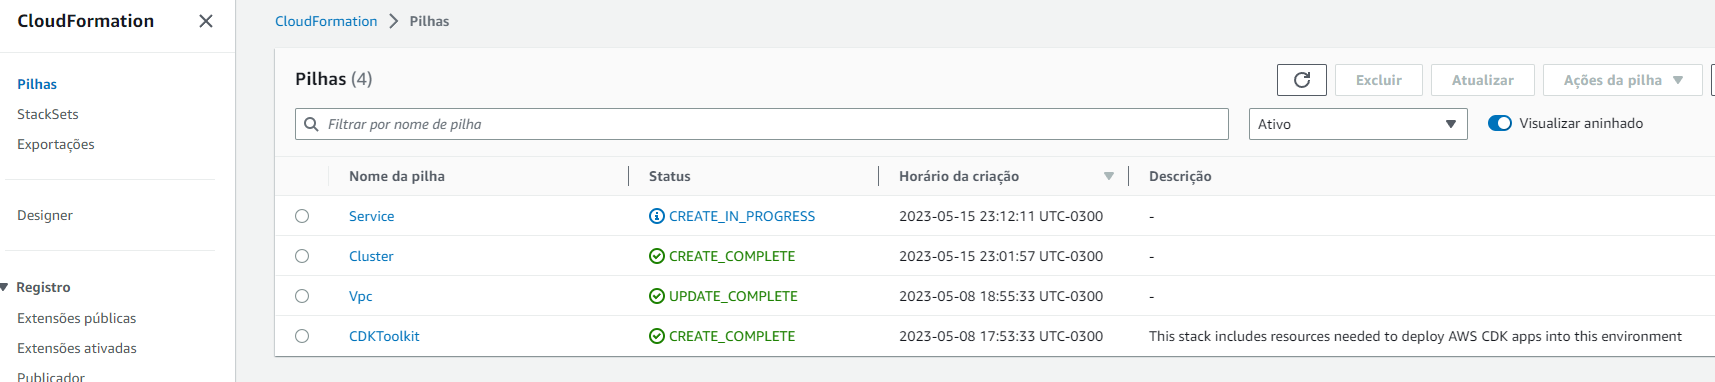 CloudFormation
Pilhas
StackSets
Exportações
Designer
Registro
Extensões públicas
Extensões ativadas
Publicador
CloudFormation > Pilhas
Pilhas (4)
Excluir
Atualizar
Ações da pilha
Filtrar por nome de pilha
Ativo
Visualizar aninhado
Nome da pilha Status Horário da criação Descrição
Service CREATE_IN_PROGRESS 2023-05-15 23:12:11 UTC-0300 -
Cluster CREATE_COMPLETE 2023-05-15 23:01:57 UTC-0300 -
Vpc UPDATE_COMPLETE 2023-05-08 18:55:33 UTC-0300 -
CDKToolkit CREATE_COMPLETE 2023-05-08 17:53:33 UTC-0300 This stack includes resources needed to deploy AWS CDK apps into this environment